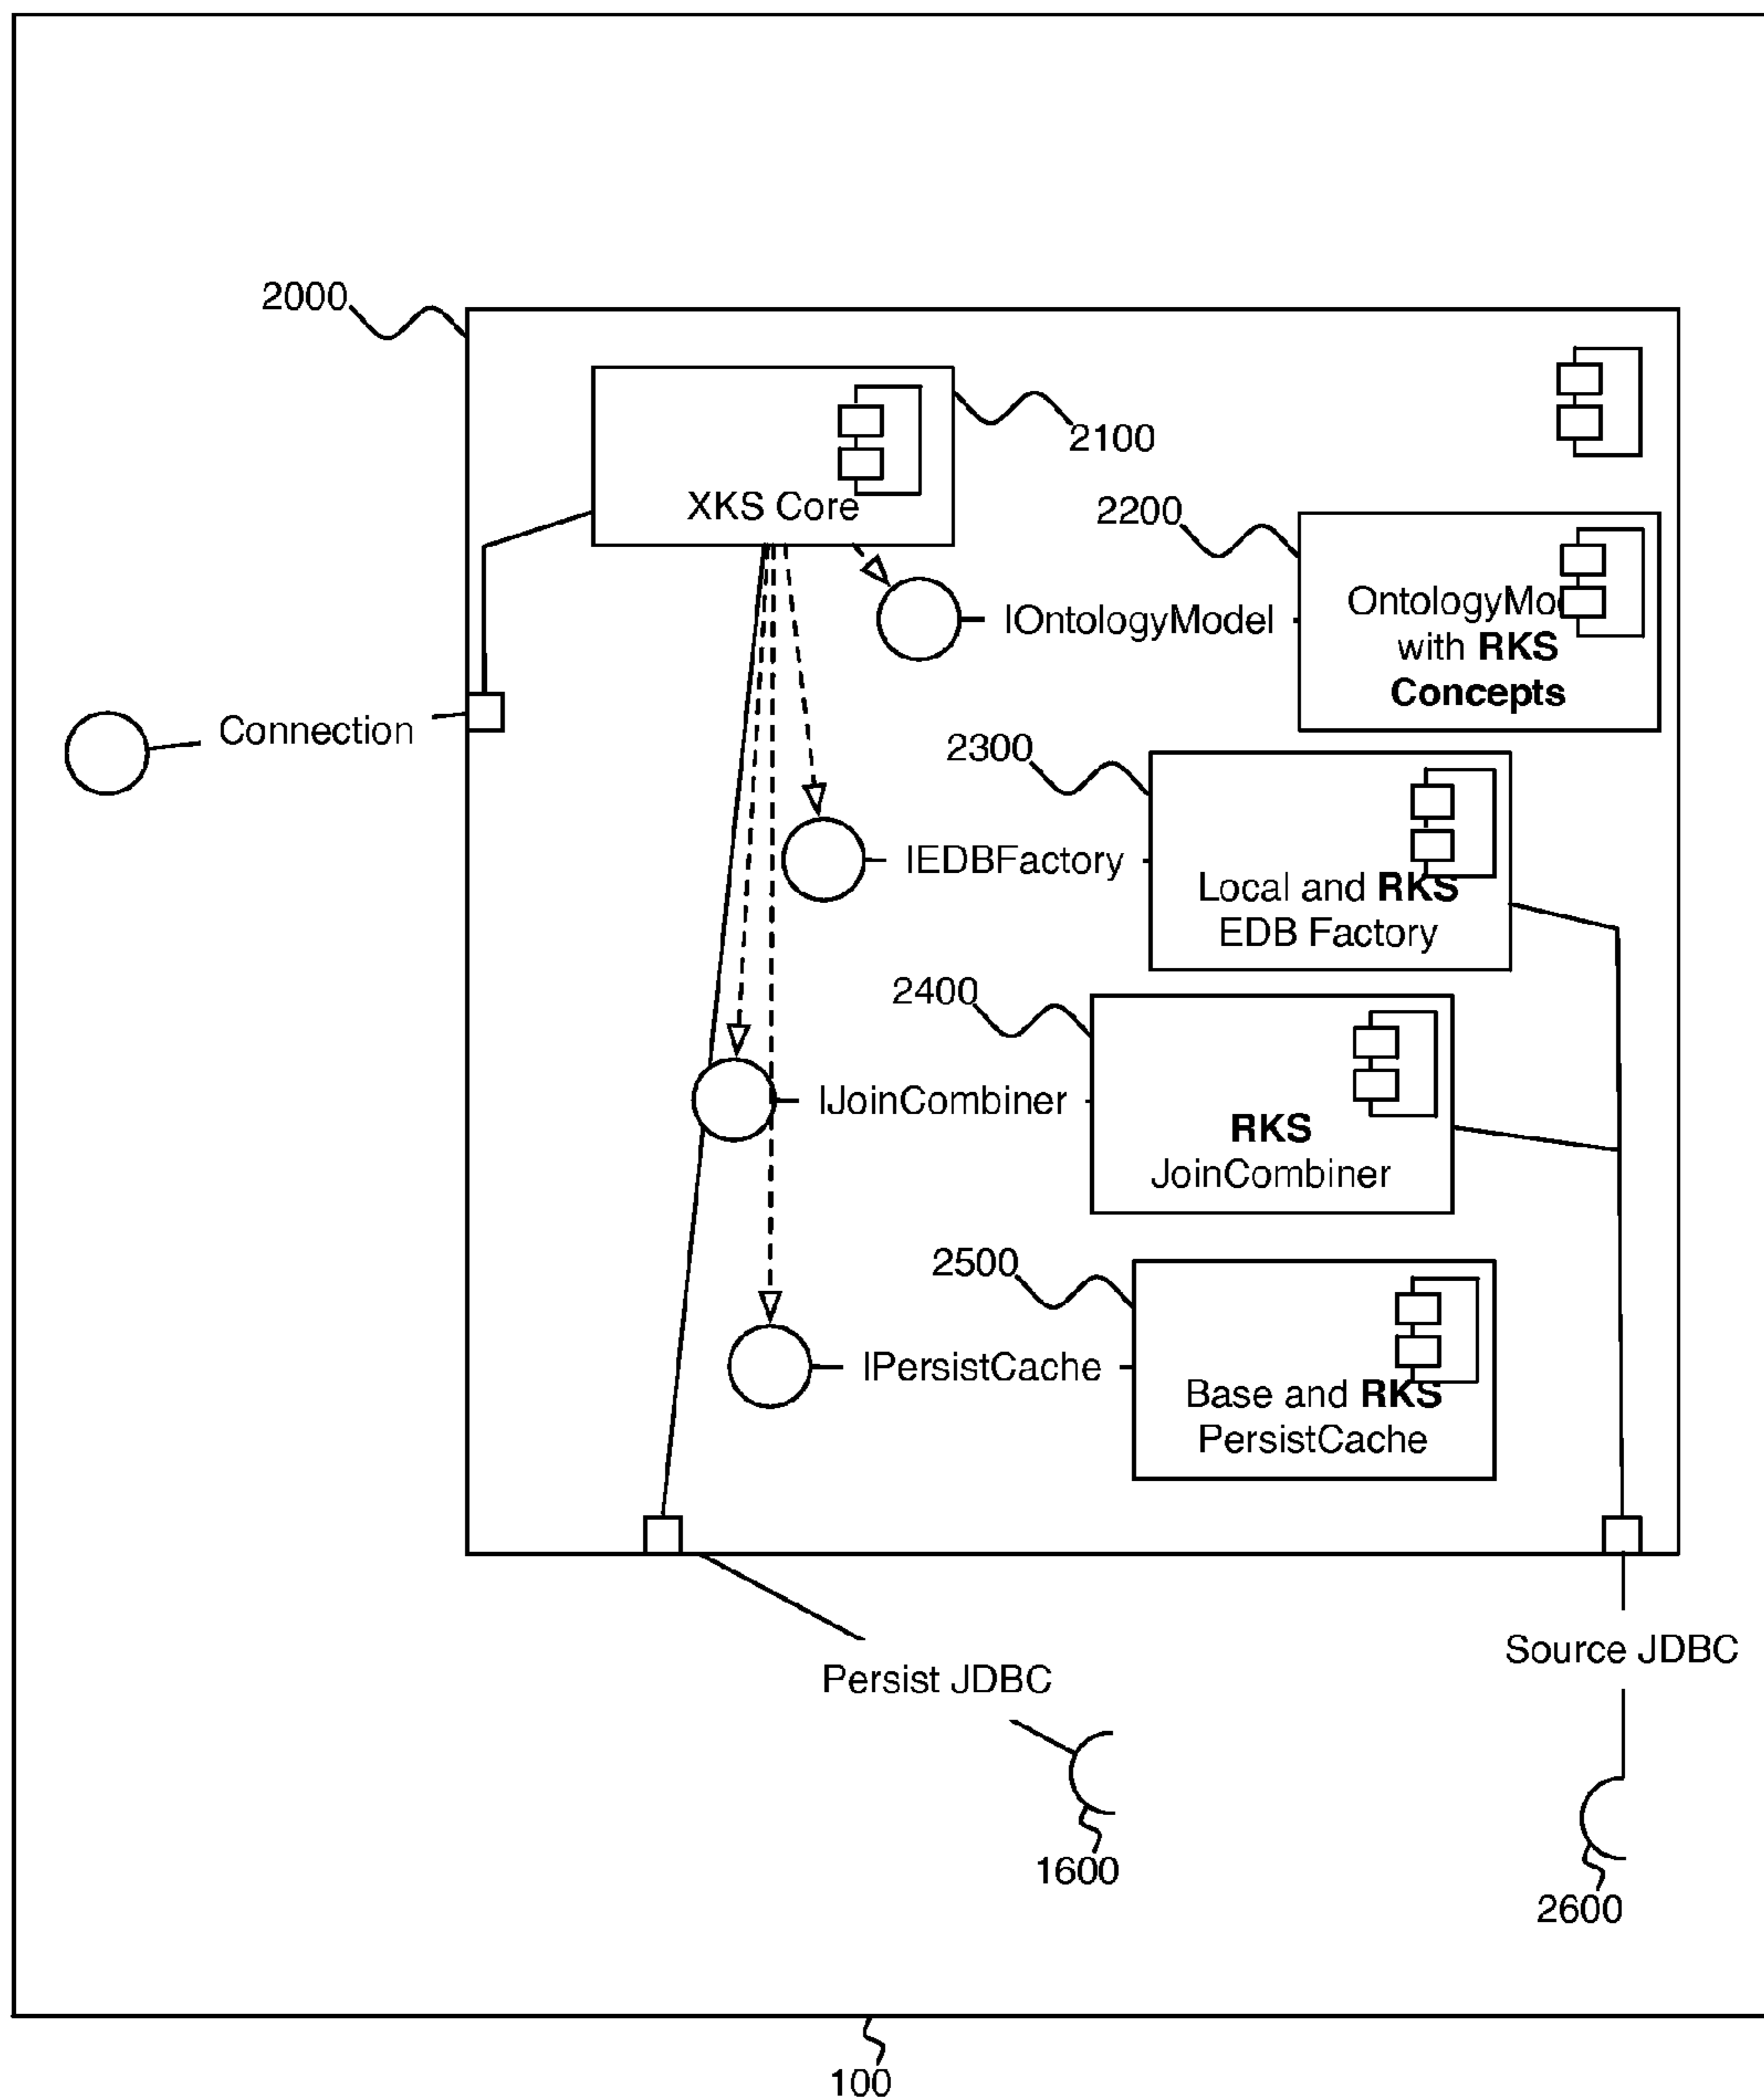 2000
2100
XKS Core
2200
IOntologyModel
OntologyMo
with RKS
Concepts
Connection
2300
IEDBFactory
Local and RKS
EDB Factory
2400
IJoinCombiner
RKS
JoinCombiner
2500
IPersistCache
Base and RKS
PersistCache
Source JDBC
Persist JDBC
1600
2600
100